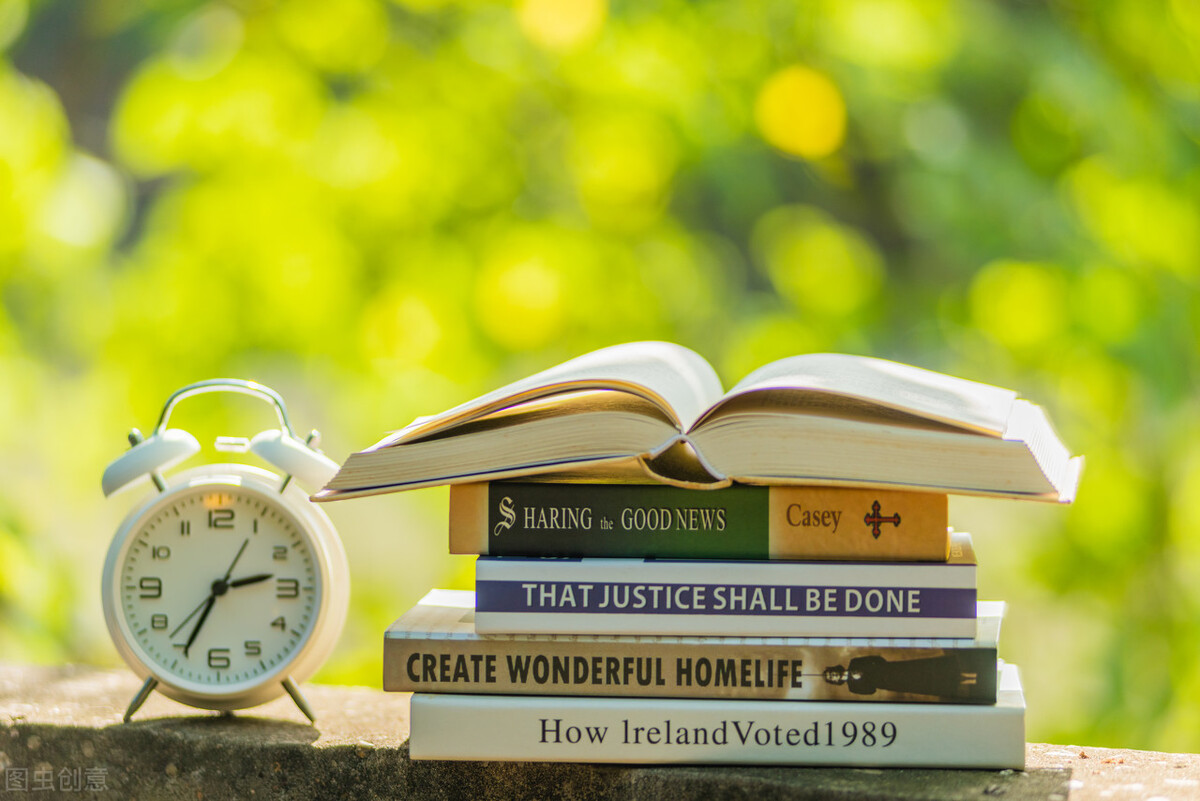 12
11 1
10 2
9 3
8 4
7 5
6
SHARING the GOOD NEWS Casey
THAT JUSTICE SHALL BE DONE
CREATE WONDERFUL HOMELIFE
How IrelandVoted1989
图虫创意